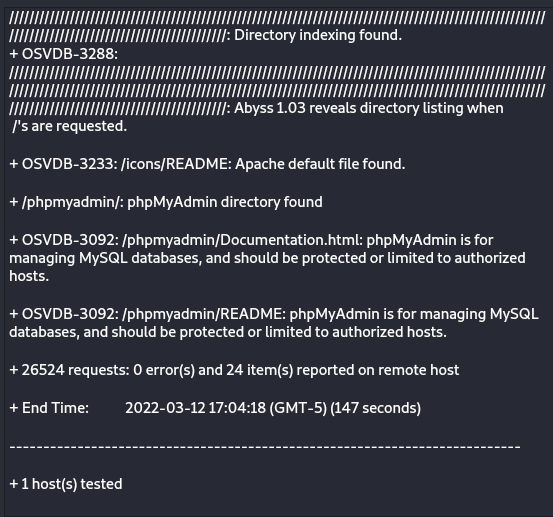 //////////////////////////////////////////////////////////////////////////////////////////////////////////
///////////////////////////////////////////: Directory indexing found.
+ OSVDB-3288:
//////////////////////////////////////////////////////////////////////////////////////////////////////////
//////////////////////////////////////////////////////////////////////////////////////////////////////////
///////////////////////////////////////////: Abyss 1.03 reveals directory listing when
/'s are requested.
+ OSVDB-3233: /icons/README: Apache default file found.
+ /phpmyadmin/: phpMyAdmin directory found
+ OSVDB-3092: /phpmyadmin/Documentation.html: phpMyAdmin is for
managing MySQL databases, and should be protected or limited to authorized
hosts.
+ OSVDB-3092: /phpmyadmin/README: phpMyAdmin is for managing MySQL
databases, and should be protected or limited to authorized hosts.
+ 26524 requests: 0 error(s) and 24 item(s) reported on remote host
+ End Time:         2022-03-12 17:04:18 (GMT-5) (147 seconds)
---------------------------------------------------------------------------
+ 1 host(s) tested